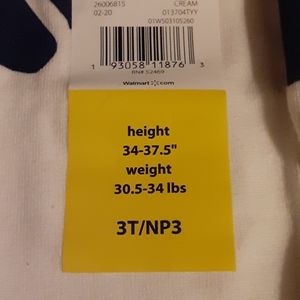 26006815 CREAM
02-20 013704TYY
01WS03105260
1 93058 11876 3
RN# 52469
Walmart.com
height
34-37.5"
weight
30.5-34 lbs
3T/NP3